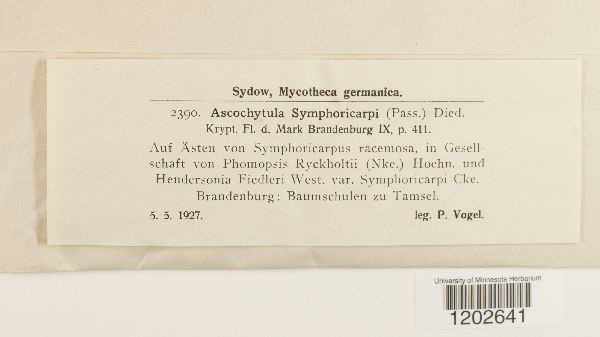 Sydow, Mycotheca germanica.
2390. Ascochytula Symphoricarpi (Pass.) Died.
Krypt. Fl. d. Mark Brandenburg IX, p. 411.
Auf Ästen von Symphoricarpus racemosa, in Gesell-
schaft von Phomopsis Ryckholtii (Nke.) Hoehn. und
Hendersonia Fiedleri West. var. Symphoricarpi Cke.
Brandenburg: Baumschulen zu Tamsel.
5. 5. 1927. leg. P. Vogel.
University of Minnesota Herbarium
1202641